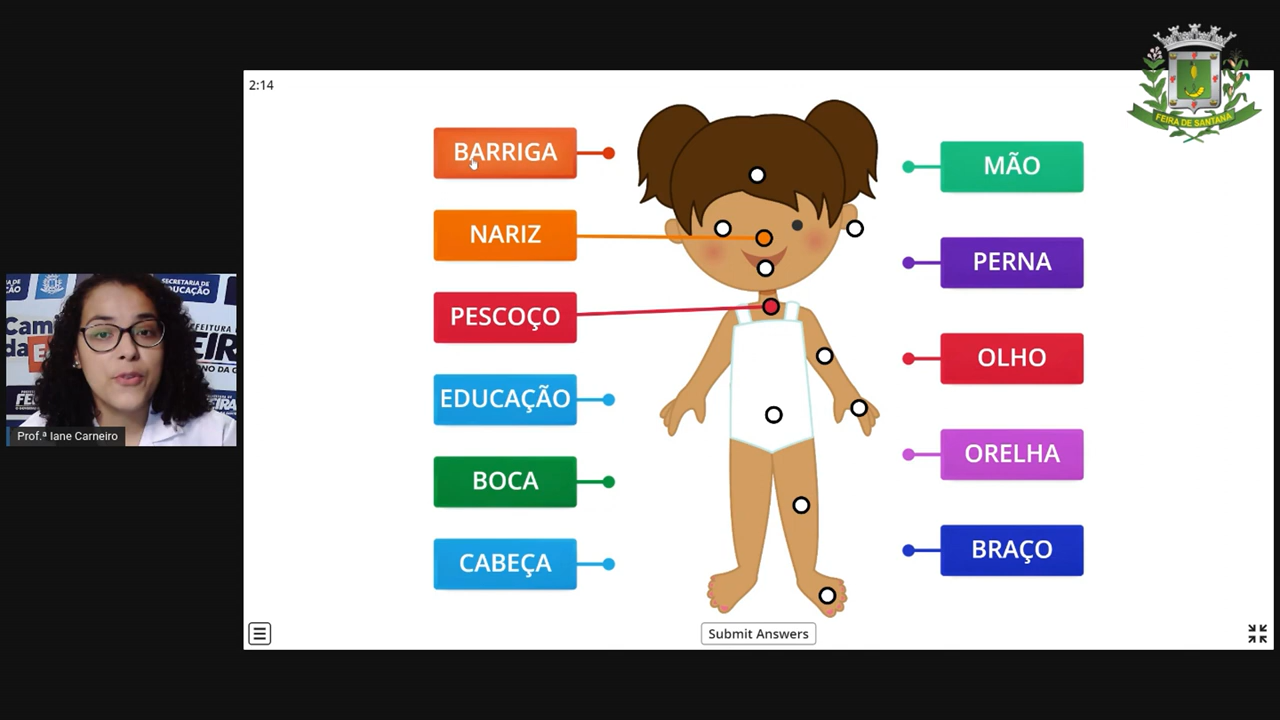 FEIRA DE SANTANA
2:14
BARRIGA
MÃO
NARIZ
PERNA
PESCOÇO
OLHO
EDUCAÇÃO
ORELHA
BOCA
BRAÇO
CABEÇA
Submit Answers
SECRETARIA DE
EDUCAÇÃO
Prof.ª Iane Carneiro